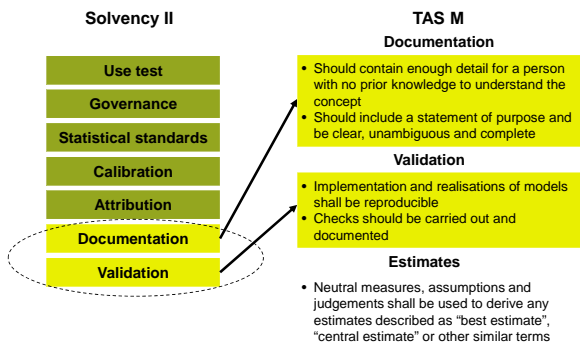 Solvency II
Use test
Governance
Statistical standards
Calibration
Attribution
Documentation
Validation
TAS M
Documentation
• Should contain enough detail for a person
with no prior knowledge to understand the
concept
• Should include a statement of purpose and
be clear, unambiguous and complete
Validation
• Implementation and realisations of models
shall be reproducible
• Checks should be carried out and
documented
Estimates
• Neutral measures, assumptions and
judgements shall be used to derive any
estimates described as “best estimate”,
“central estimate” or other similar terms